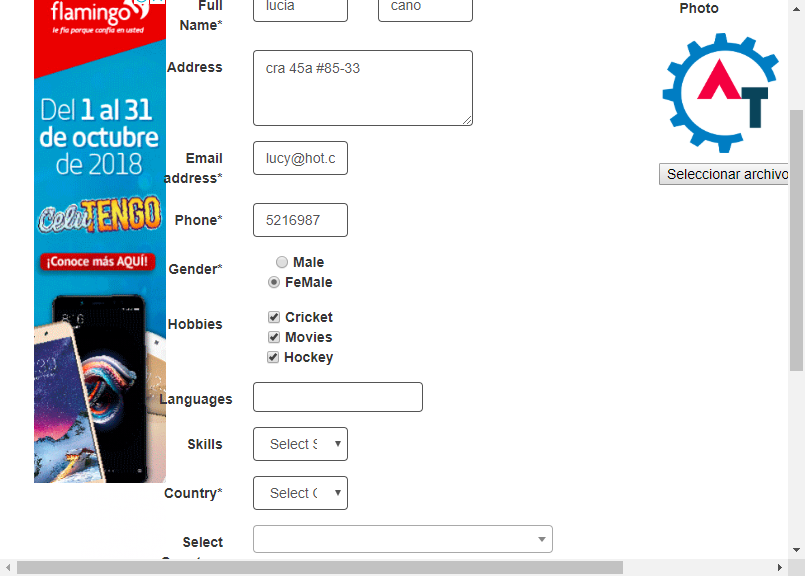 flamingo
le fía porque confía en usted
Del 1 al 31
de octubre
de 2018
CeluTENGO
¡Conoce más AQUÍ!
Full
Name*
lucia
cano
Address
cra 45a #85-33
Email
address*
lucy@hot.c
Phone*
5216987
Gender*
Male
FeMale
Hobbies
Cricket
Movies
Hockey
Languages
Skills
Select S
Country*
Select C
Select
Photo
AT
Seleccionar archivo